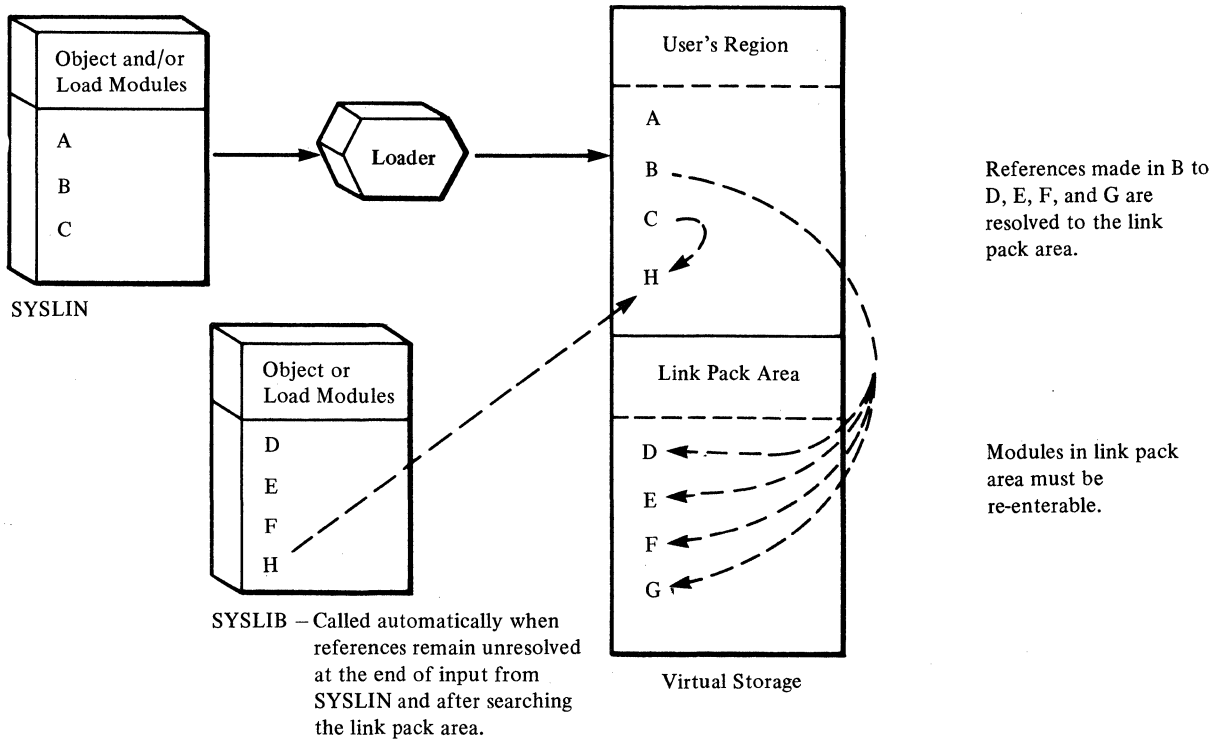 Object and/or
Load Modules
A
B
C
SYSLIN
Loader
User's Region
A
B
C
H
Link Pack Area
D
E
F
G
Virtual Storage
References made in B to
D, E, F, and G are
resolved to the link
pack area.
Modules in link pack
area must be
re-enterable.
Object or
Load Modules
D
E
F
H
SYSLIB – Called automatically when
references remain unresolved
at the end of input from
SYSLIN and after searching
the link pack area.